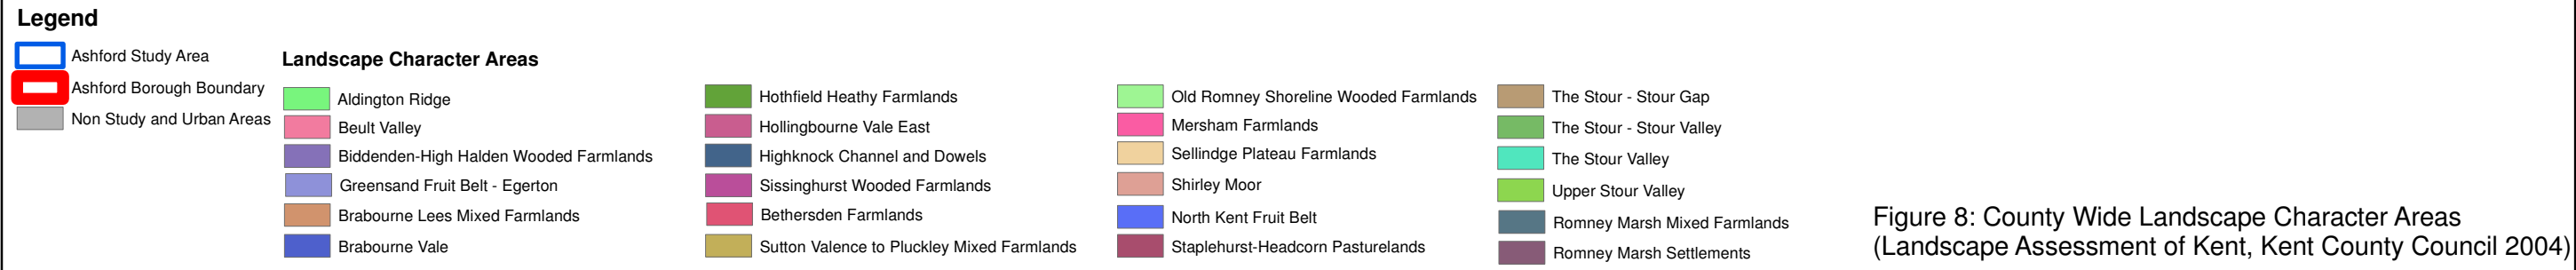 Legend
Ashford Study Area
Ashford Borough Boundary
Non Study and Urban Areas
Landscape Character Areas
Aldington Ridge
Beult Valley
Biddenden-High Halden Wooded Farmlands
Greensand Fruit Belt - Egerton
Brabourne Lees Mixed Farmlands
Brabourne Vale
Hothfield Heathy Farmlands
Hollingbourne Vale East
Highknock Channel and Dowels
Sissinghurst Wooded Farmlands
Bethersden Farmlands
Sutton Valence to Pluckley Mixed Farmlands
Old Romney Shoreline Wooded Farmlands
Mersham Farmlands
Sellindge Plateau Farmlands
Shirley Moor
North Kent Fruit Belt
Staplehurst-Headcorn Pasturelands
The Stour - Stour Gap
The Stour - Stour Valley
The Stour Valley
Upper Stour Valley
Romney Marsh Mixed Farmlands
Romney Marsh Settlements
Figure 8: County Wide Landscape Character Areas
(Landscape Assessment of Kent, Kent County Council 2004)